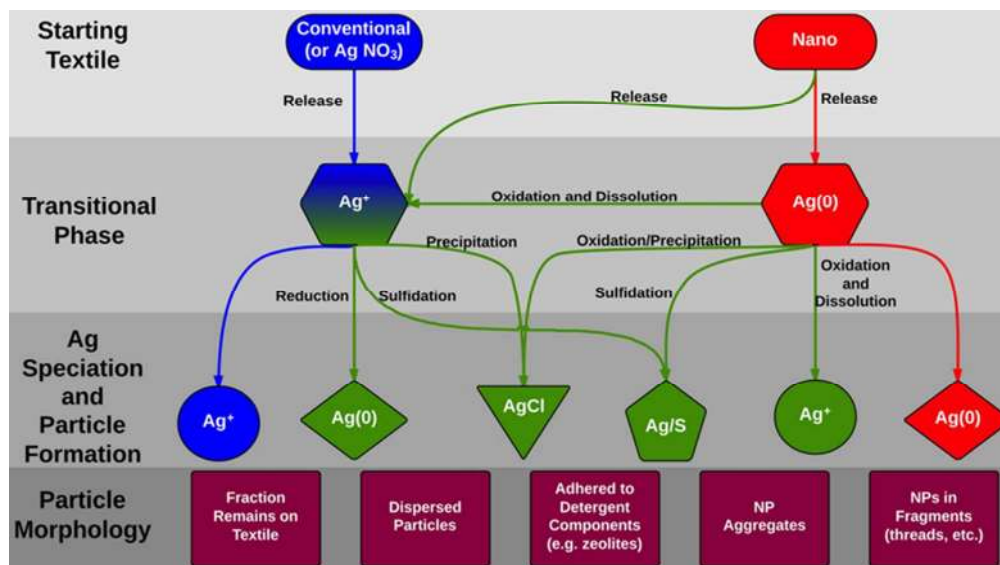 Starting
Textile
Conventional
(or Ag NO₃)
Nano
Release
Release
Release
Transitional
Phase
Ag⁺
Oxidation and Dissolution
Ag(0)
Precipitation
Oxidation/Precipitation
Reduction
Sulfidation
Sulfidation
Oxidation
and
Dissolution
Ag
Speciation
and
Particle
Formation
Ag⁺
Ag(0)
AgCl
Ag/S
Ag⁺
Ag(0)
Particle
Morphology
Fraction
Remains on
Textile
Dispersed
Particles
Adhered to
Detergent
Components
(e.g. zeolites)
NP
Aggregates
NPs in
Fragments
(threads, etc.)